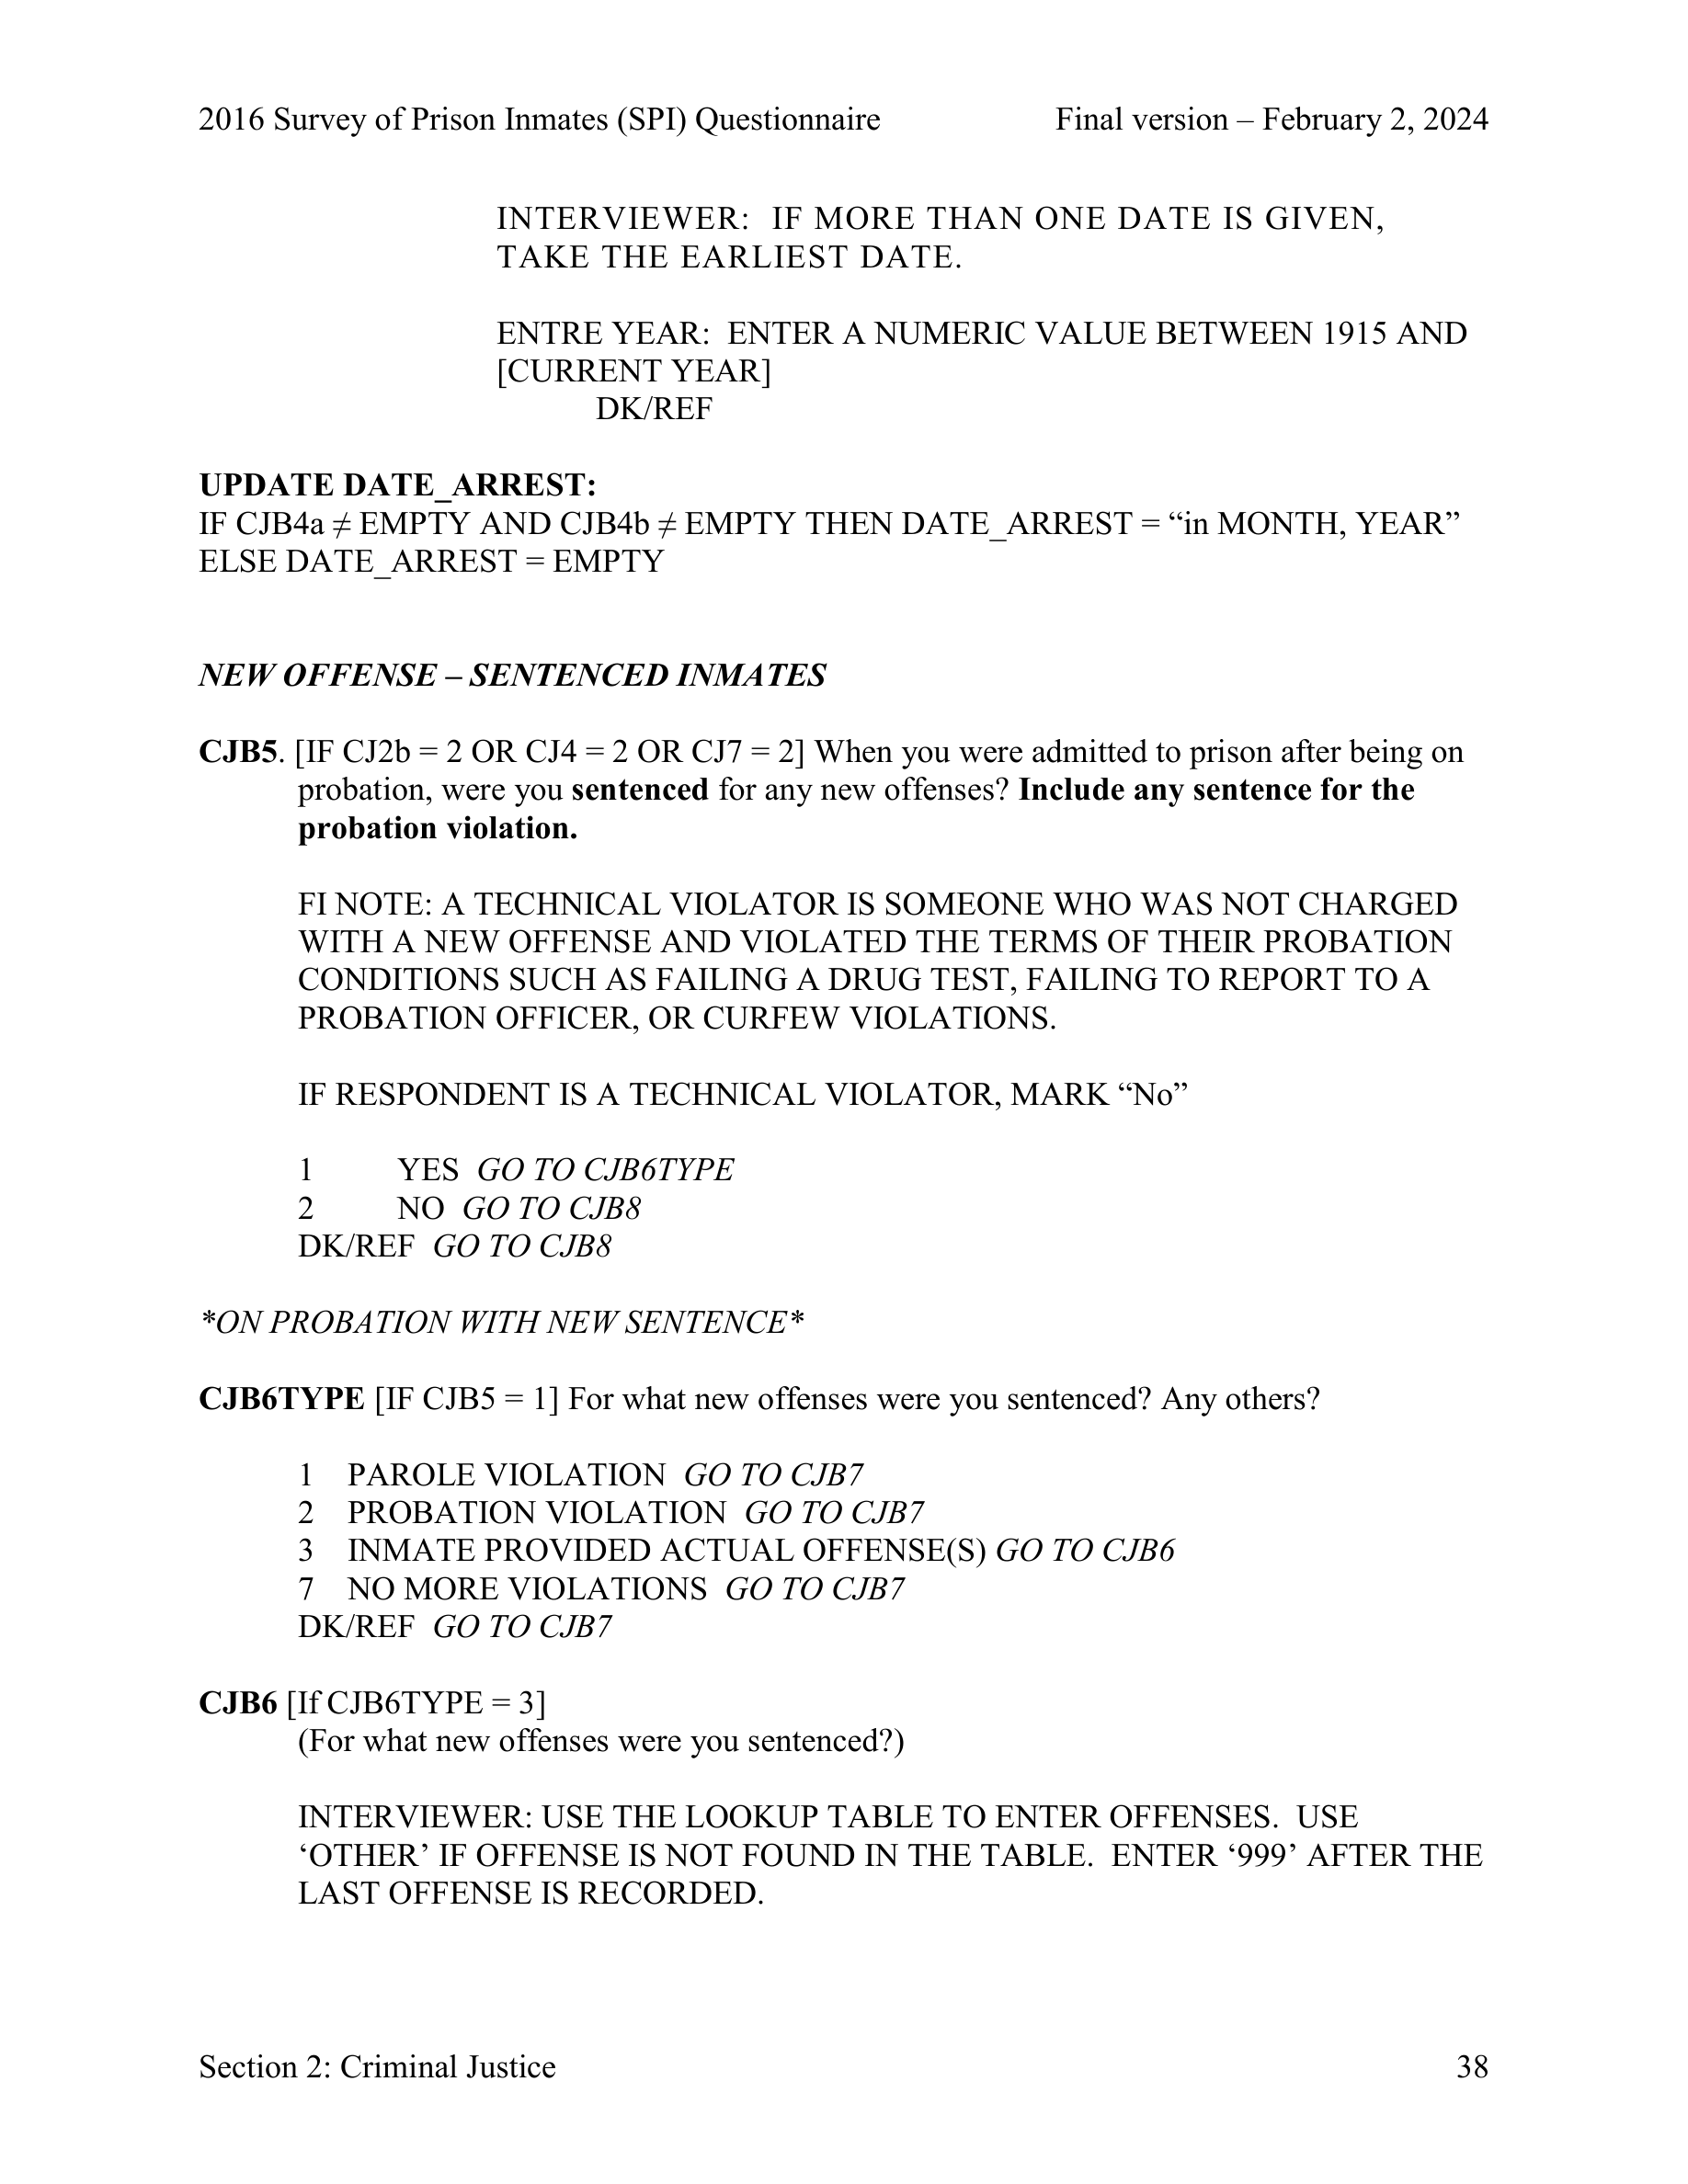 2016 Survey of Prison Inmates (SPI) Questionnaire Final version – February 2, 2024
INTERVIEWER: IF MORE THAN ONE DATE IS GIVEN,
TAKE THE EARLIEST DATE.
ENTRE YEAR: ENTER A NUMERIC VALUE BETWEEN 1915 AND
[CURRENT YEAR]
DK/REF
UPDATE DATE_ARREST:
IF CJB4a ≠ EMPTY AND CJB4b ≠ EMPTY THEN DATE_ARREST = “in MONTH, YEAR”
ELSE DATE_ARREST = EMPTY
NEW OFFENSE – SENTENCED INMATES
CJB5. [IF CJ2b = 2 OR CJ4 = 2 OR CJ7 = 2] When you were admitted to prison after being on
probation, were you sentenced for any new offenses? Include any sentence for the
probation violation.
FI NOTE: A TECHNICAL VIOLATOR IS SOMEONE WHO WAS NOT CHARGED
WITH A NEW OFFENSE AND VIOLATED THE TERMS OF THEIR PROBATION
CONDITIONS SUCH AS FAILING A DRUG TEST, FAILING TO REPORT TO A
PROBATION OFFICER, OR CURFEW VIOLATIONS.
IF RESPONDENT IS A TECHNICAL VIOLATOR, MARK “No”
1 YES GO TO CJB6TYPE
2 NO GO TO CJB8
DK/REF GO TO CJB8
*ON PROBATION WITH NEW SENTENCE*
CJB6TYPE [IF CJB5 = 1] For what new offenses were you sentenced? Any others?
1 PAROLE VIOLATION GO TO CJB7
2 PROBATION VIOLATION GO TO CJB7
3 INMATE PROVIDED ACTUAL OFFENSE(S) GO TO CJB6
7 NO MORE VIOLATIONS GO TO CJB7
DK/REF GO TO CJB7
CJB6 [If CJB6TYPE = 3]
(For what new offenses were you sentenced?)
INTERVIEWER: USE THE LOOKUP TABLE TO ENTER OFFENSES. USE
‘OTHER’ IF OFFENSE IS NOT FOUND IN THE TABLE. ENTER ‘999’ AFTER THE
LAST OFFENSE IS RECORDED.
Section 2: Criminal Justice 38